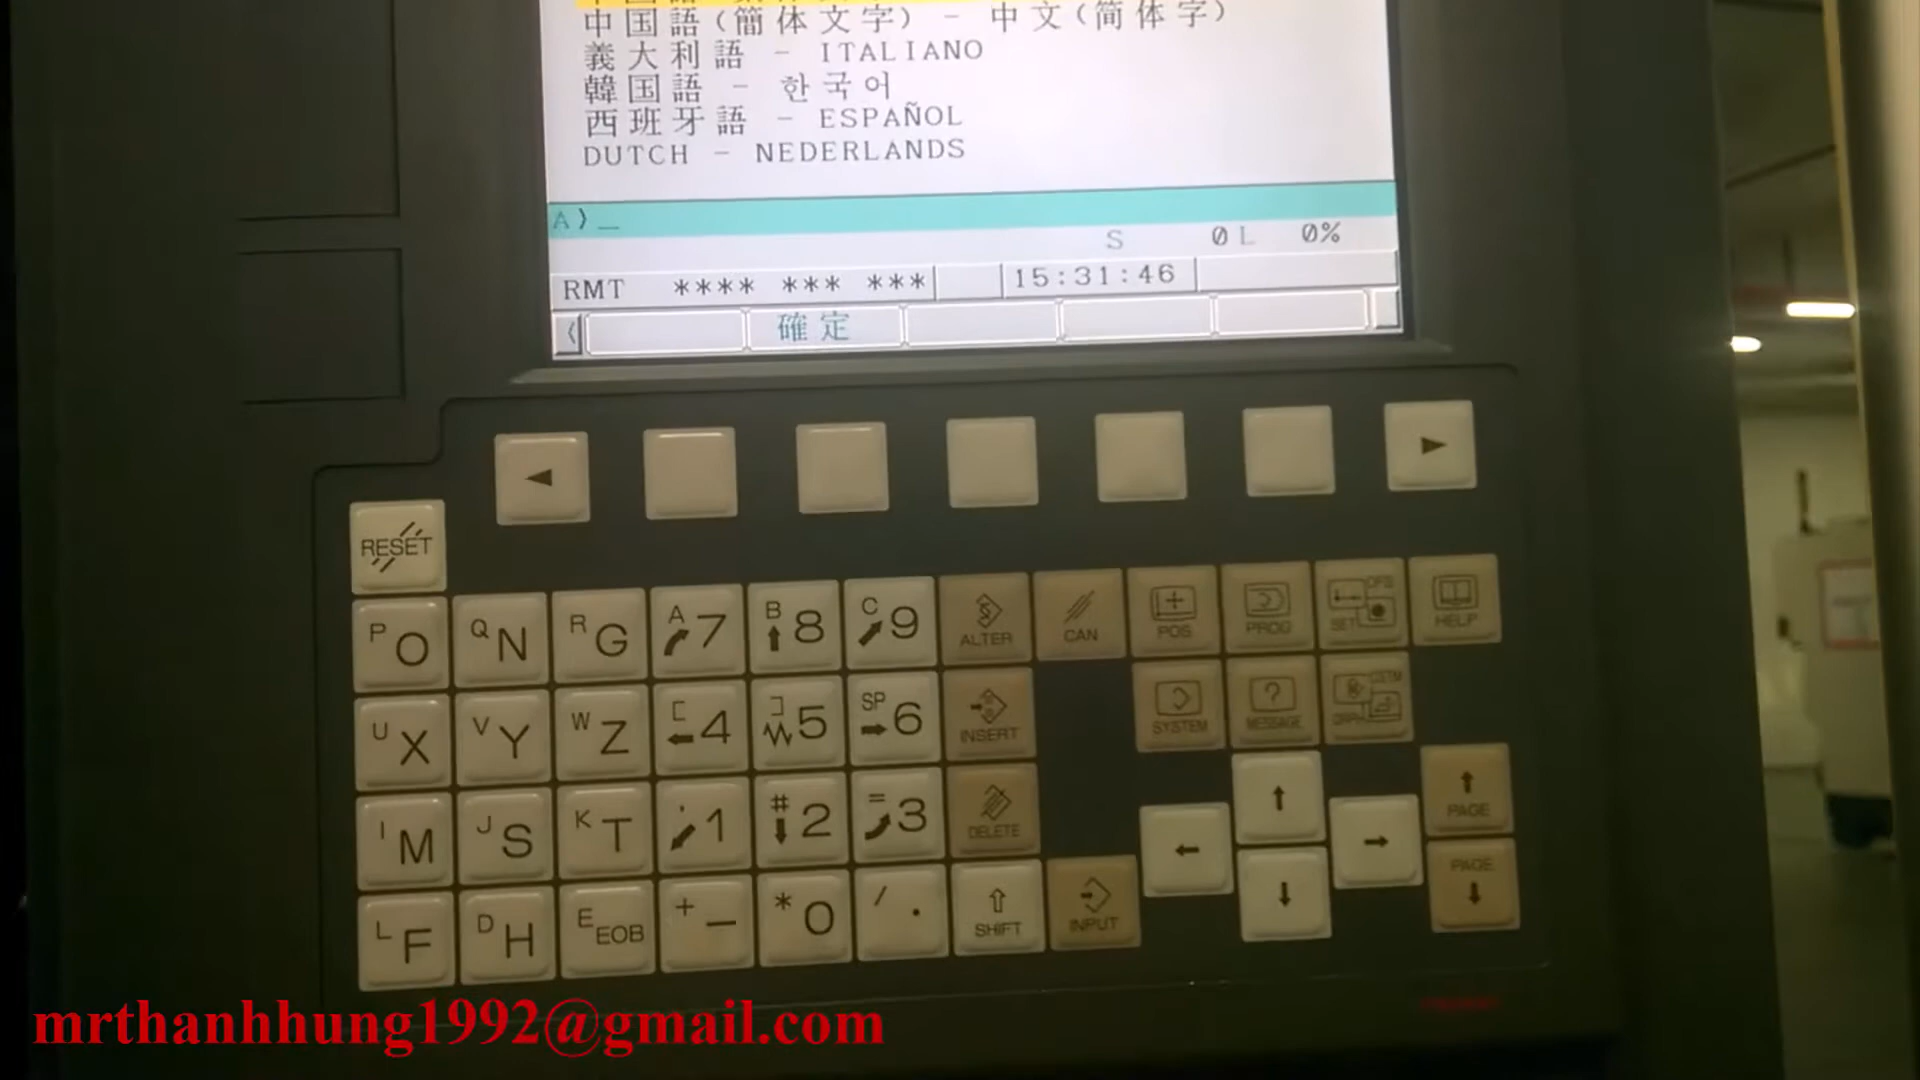 中国語(簡体文字) - 中文(简体字)
義大利語 - ITALIANO
韓国語 - 한국어
西班牙語 - ESPAÑOL
DUTCH - NEDERLANDS
A)_
S 0 L 0%
RMT **** *** *** 15:31:46
確定
RESET
P O Q N R G A 7 B 8 C 9 ALTER CAN POS PROG OFS SET HELP
U X V Y W Z [ 4 ] 5 SP 6 INSERT SYSTEM MESSAGE CSTM GRPH
I M J S K T , 1 # 2 = 3 DELETE PAGE
L F D H E EOB + - * 0 / . SHIFT INPUT PAGE
mrthanhhung1992@gmail.com